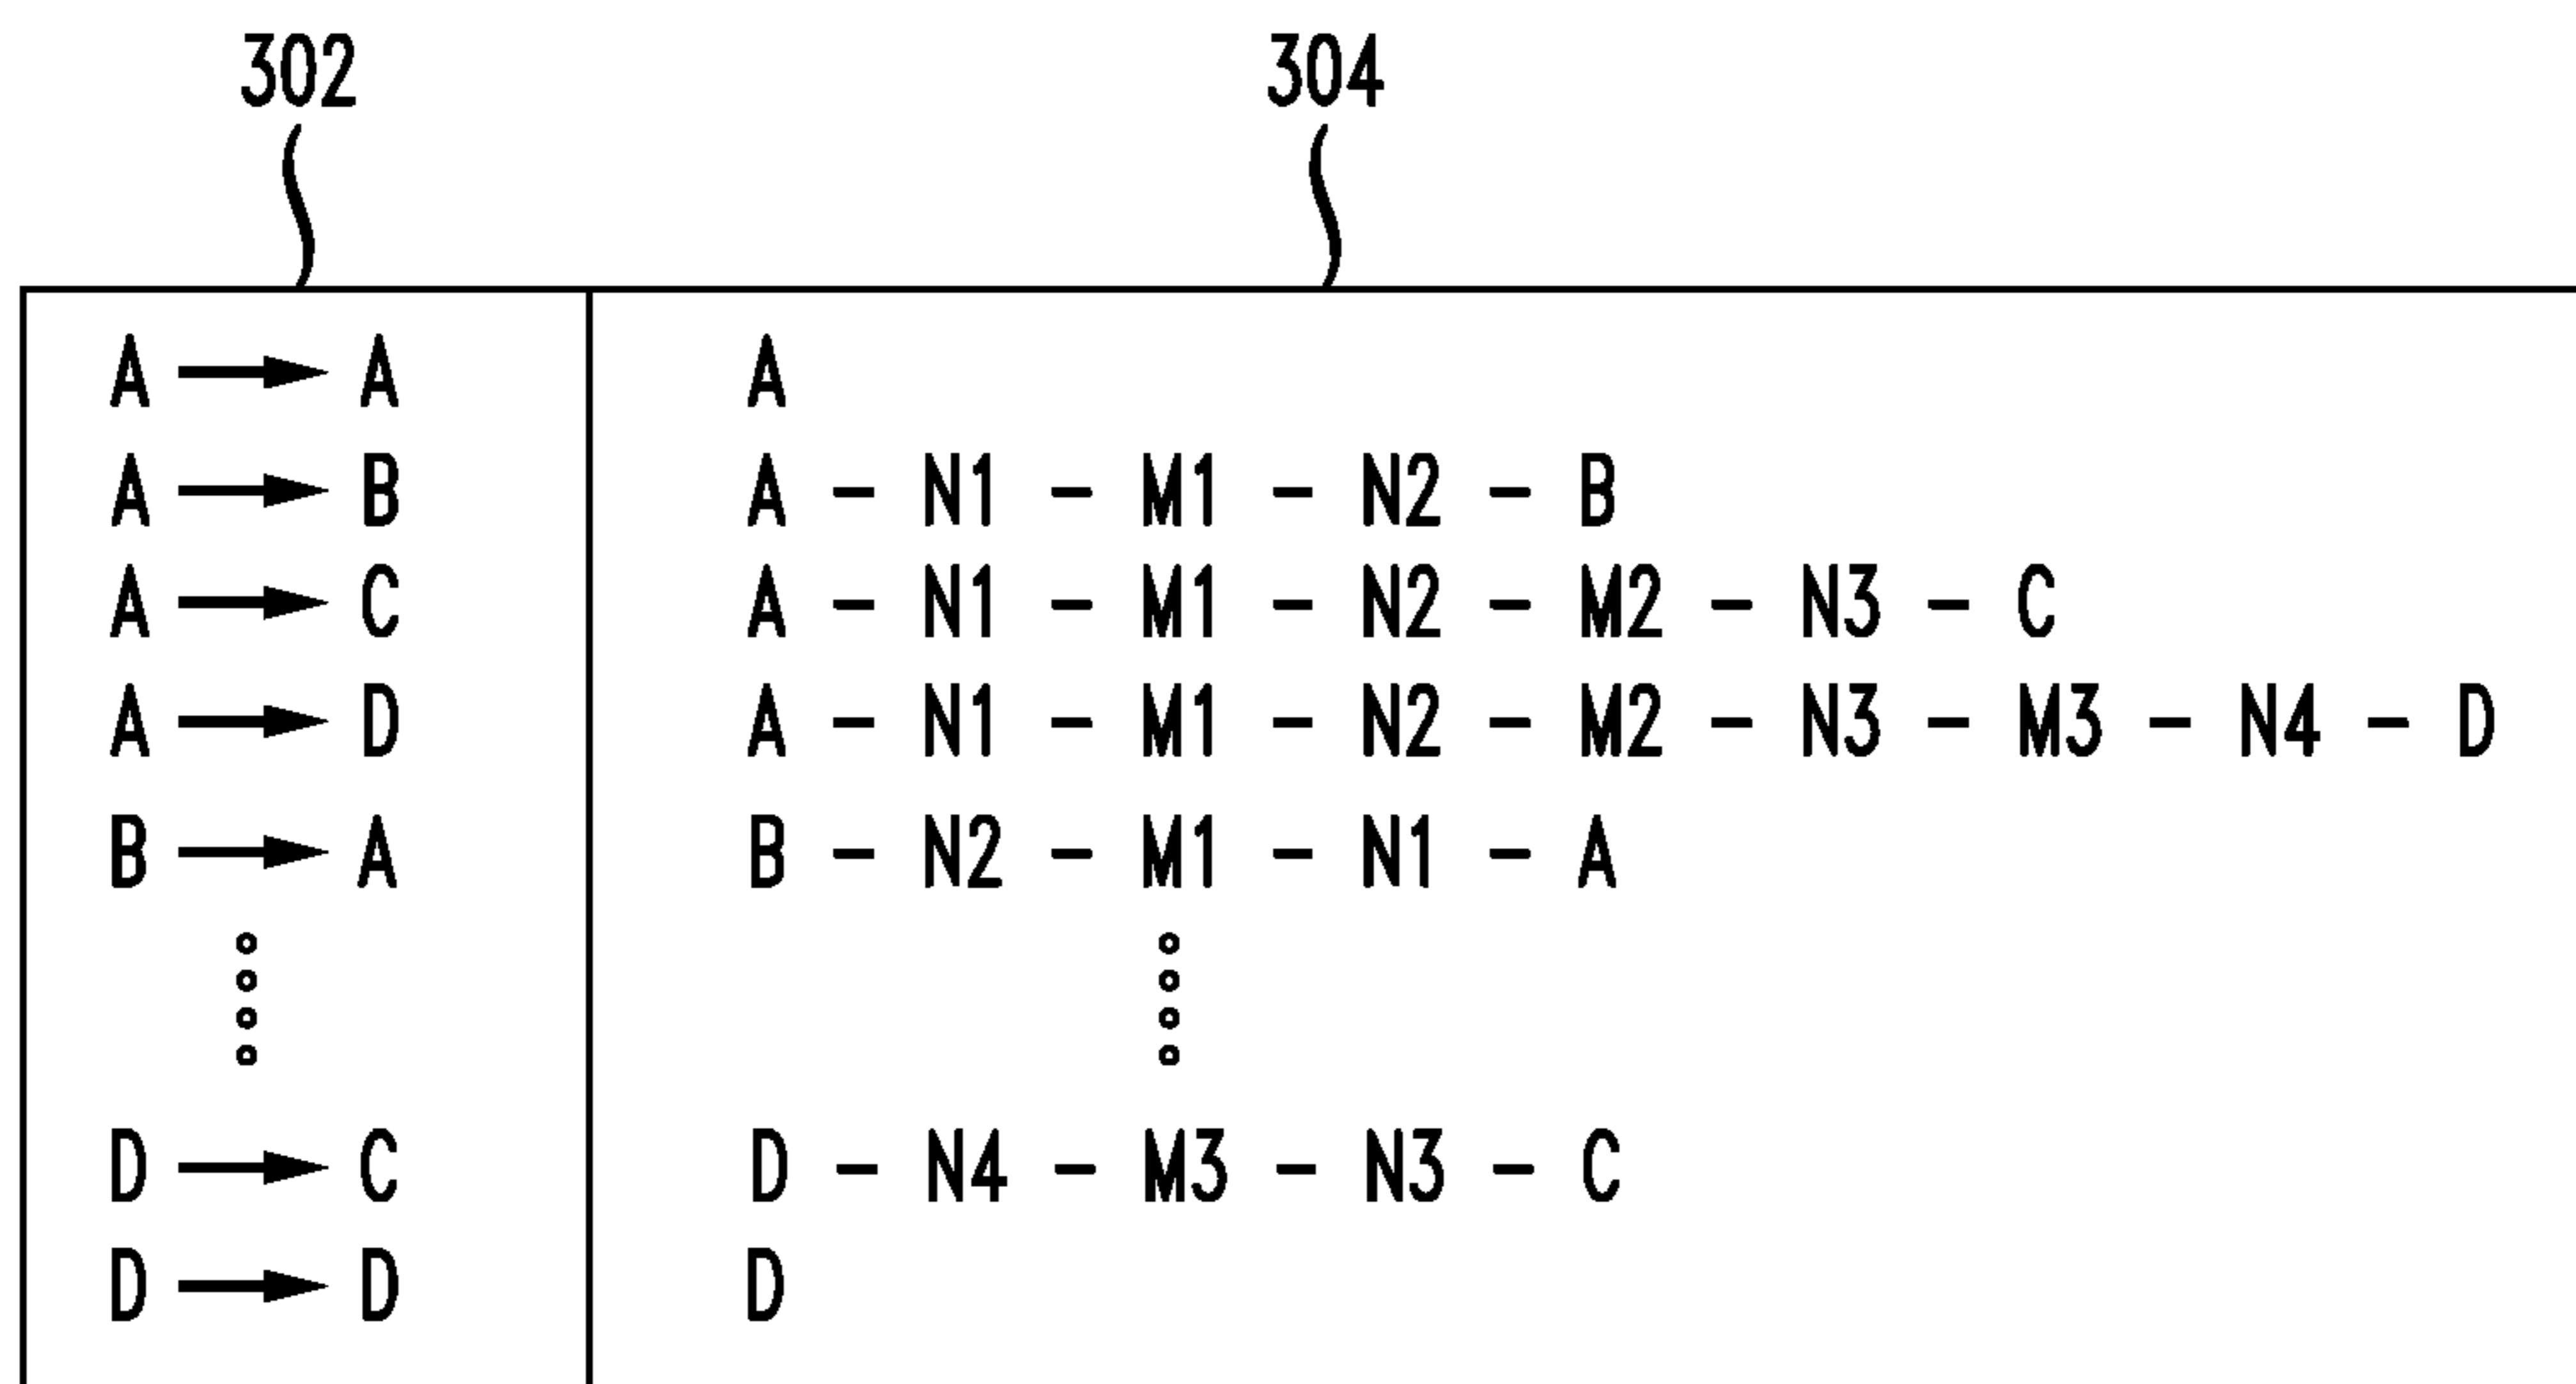 302 304
A → A A
A → B A - N1 - M1 - N2 - B
A → C A - N1 - M1 - N2 - M2 - N3 - C
A → D A - N1 - M1 - N2 - M2 - N3 - M3 - N4 - D
B → A B - N2 - M1 - N1 - A
D → C D - N4 - M3 - N3 - C
D → D D